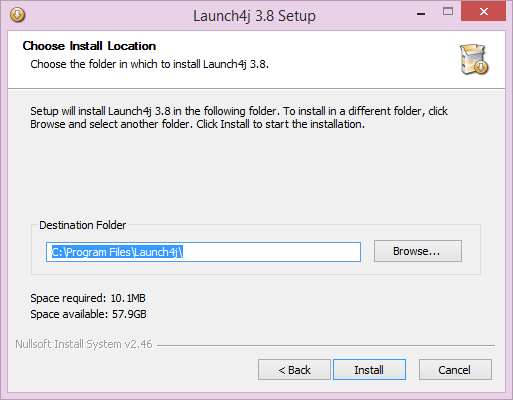 Launch4j 3.8 Setup
Choose Install Location
Choose the folder in which to install Launch4j 3.8.
Setup will install Launch4j 3.8 in the following folder. To install in a different folder, click
Browse and select another folder. Click Install to start the installation.
Destination Folder
C:\Program Files\Launch4j\
Browse...
Space required: 10.1MB
Space available: 57.9GB
Nullsoft Install System v2.46
< Back
Install
Cancel